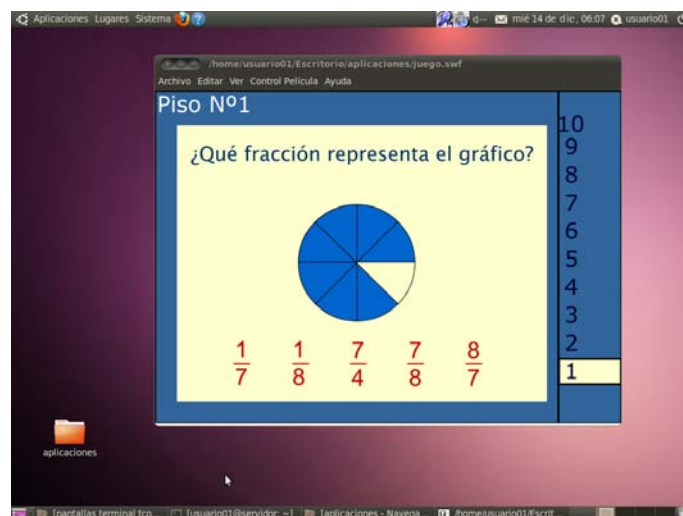 Aplicaciones Lugares Sistema mié 14 de dic, 06:07 usuario01
/home/usuario01/Escritorio/aplicaciones/juego.swf
Archivo Editar Ver Control Película Ayuda
Piso Nº1
¿Qué fracción representa el gráfico?
1/7 1/8 7/4 7/8 8/7
10
9
8
7
6
5
4
3
2
1
aplicaciones
[pantallas terminal tcp... [usuario01@servidor: ~] [aplicaciones - Navega... /home/usuario01/Escrit...